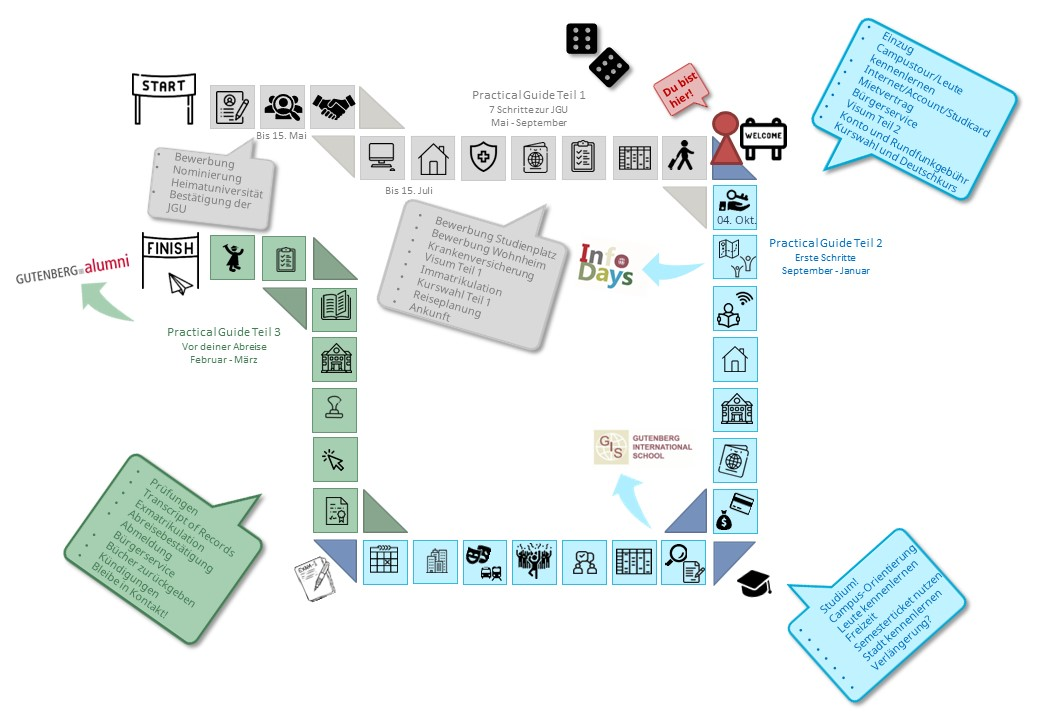 START
Bis 15. Mai
Bewerbung
Nominierung
Heimatuniversität
Bestätigung der
JGU
Practical Guide Teil 1
7 Schritte zur JGU
Mai - September
Du bist
hier!
WELCOME
Einzug
Campustour/Leute
kennenlernen
Internet/Account/Studicard
Mietvertrag
Bürgerservice
Visum Teil 2
Konto und Rundfunkgebühr
Kurswahl und Deutschkurs
Bis 15. Juli
Bewerbung Studienplatz
Bewerbung Wohnheim
Krankenversicherung
Visum Teil 1
Immatrikulation
Kurswahl Teil 1
Reiseplanung
Ankunft
04. Okt.
Practical Guide Teil 2
Erste Schritte
September - Januar
Info
Days
GIS
GUTENBERG
INTERNATIONAL
SCHOOL
Studium!
Campus-Orientierung
Leute kennenlernen
Freizeit
Semesterticket nutzen
Stadt kennenlernen
Verlängerung?
EXAM
Prüfungen
Transcript of Records
Exmatrikulation
Abreisebestätigung
Abmeldung
Bürgerservice
Bücher zurückgeben
Kündigungen
Bleibe in Kontakt!
Practical Guide Teil 3
Vor deiner Abreise
Februar - März
FINISH
GUTENBERG alumni